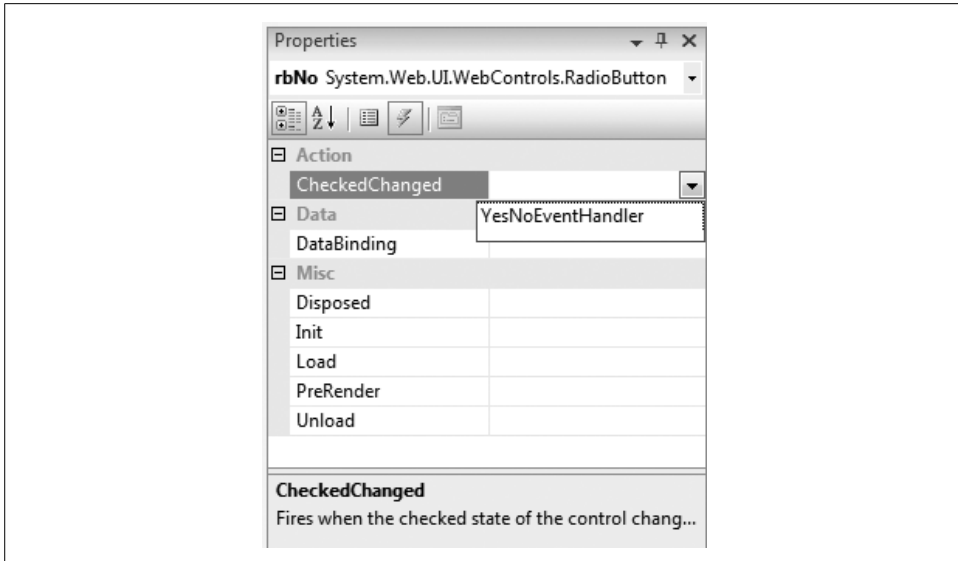 Properties
rbNo System.Web.UI.WebControls.RadioButton
A
Z
Action
CheckedChanged
YesNoEventHandler
Data
DataBinding
Misc
Disposed
Init
Load
PreRender
Unload
CheckedChanged
Fires when the checked state of the control chang...